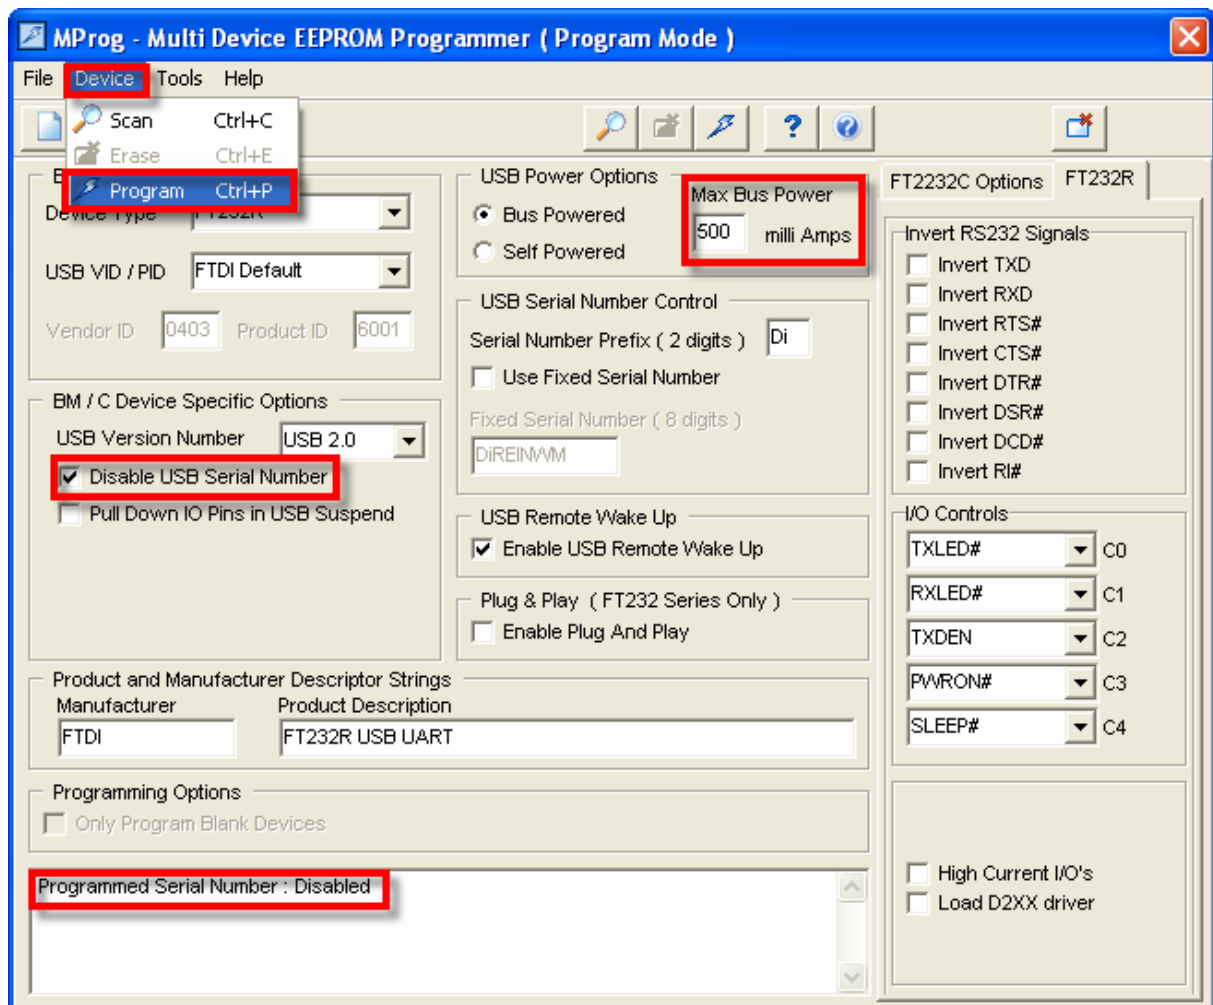 MProg - Multi Device EEPROM Programmer ( Program Mode )
File Device Tools Help
Scan Ctrl+C
Erase Ctrl+E
Program Ctrl+P
Device Type FT232R
USB VID / PID FTDI Default
Vendor ID 0403 Product ID 6001
BM / C Device Specific Options
USB Version Number USB 2.0
Disable USB Serial Number
Pull Down IO Pins in USB Suspend
USB Power Options
Bus Powered
Self Powered
Max Bus Power
500 milli Amps
USB Serial Number Control
Serial Number Prefix ( 2 digits ) Di
Use Fixed Serial Number
Fixed Serial Number ( 8 digits )
DiREINWM
USB Remote Wake Up
Enable USB Remote Wake Up
Plug & Play ( FT232 Series Only )
Enable Plug And Play
Product and Manufacturer Descriptor Strings
Manufacturer Product Description
FTDI FT232R USB UART
Programming Options
Only Program Blank Devices
Programmed Serial Number : Disabled
FT2232C Options FT232R
Invert RS232 Signals
Invert TXD
Invert RXD
Invert RTS#
Invert CTS#
Invert DTR#
Invert DSR#
Invert DCD#
Invert RI#
I/O Controls
TXLED# C0
RXLED# C1
TXDEN C2
PWRON# C3
SLEEP# C4
High Current I/O's
Load D2XX driver